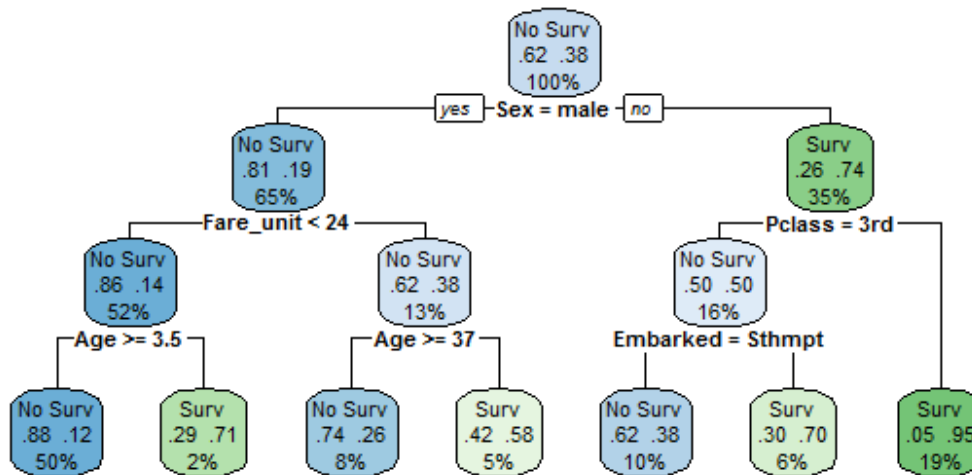 No Surv
.62 .38
100%
yes Sex = male no
No Surv
.81 .19
65%
Surv
.26 .74
35%
Fare_unit < 24
Pclass = 3rd
No Surv
.86 .14
52%
No Surv
.62 .38
13%
No Surv
.50 .50
16%
Age >= 3.5
Age >= 37
Embarked = Sthmpt
No Surv
.88 .12
50%
Surv
.29 .71
2%
No Surv
.74 .26
8%
Surv
.42 .58
5%
No Surv
.62 .38
10%
Surv
.30 .70
6%
Surv
.05 .95
19%